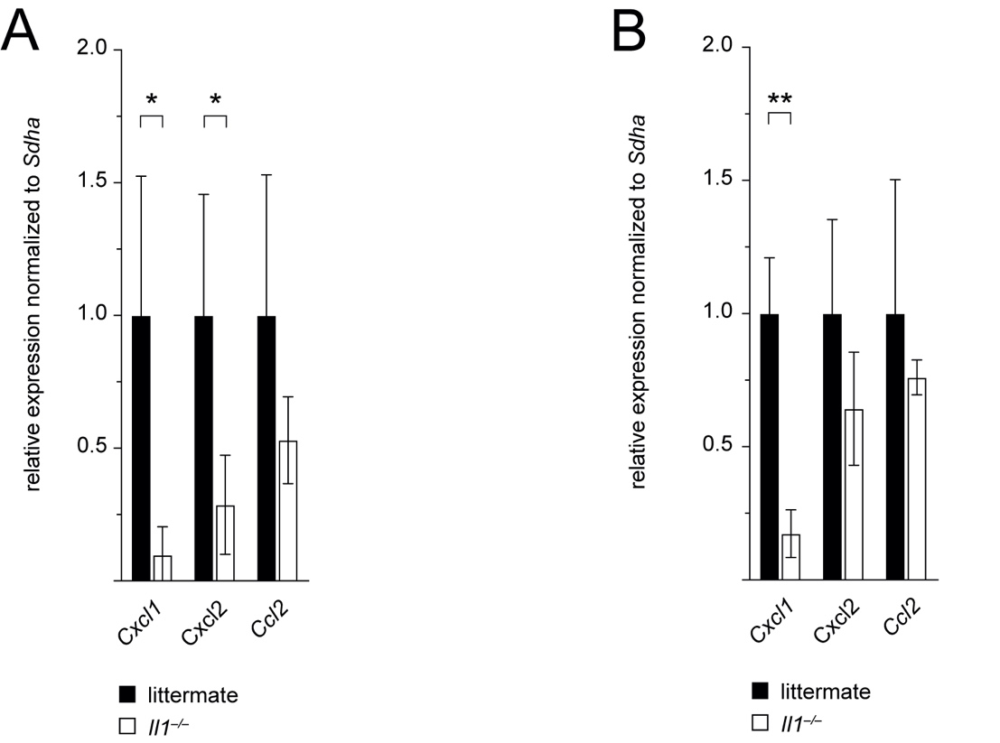 A
relative expression normalized to Sdha
2.0
1.5
1.0
0.5
*
*
Cxcl1
Cxcl2
Ccl2
littermate
Il1–/–
B
relative expression normalized to Sdha
2.0
1.5
1.0
0.5
**
Cxcl1
Cxcl2
Ccl2
littermate
Il1–/–